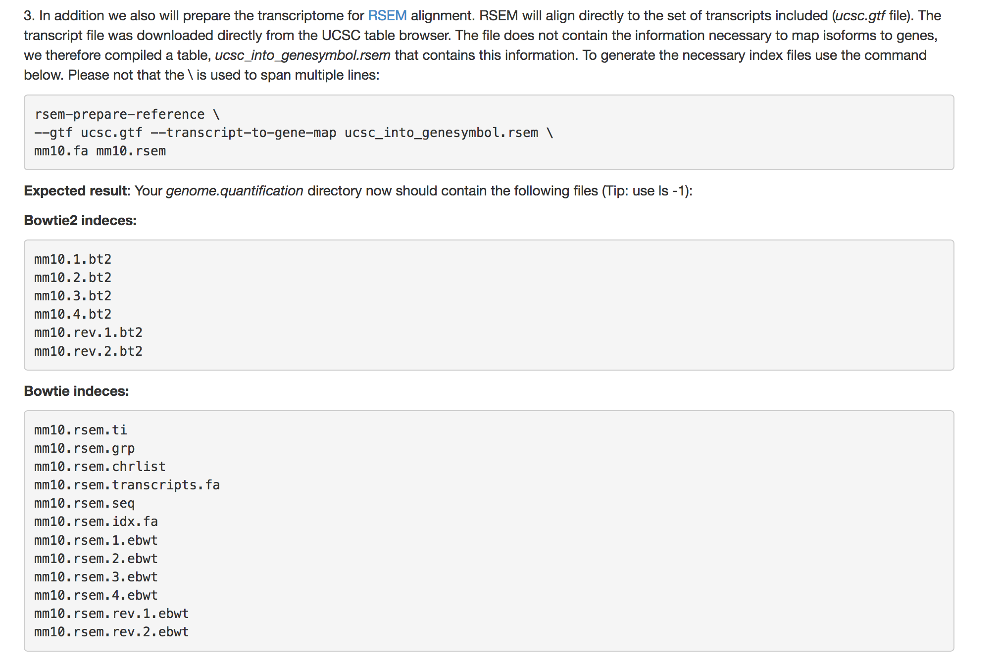 3. In addition we also will prepare the transcriptome for RSEM alignment. RSEM will align directly to the set of transcripts included (ucsc.gtf file). The
transcript file was downloaded directly from the UCSC table browser. The file does not contain the information necessary to map isoforms to genes,
we therefore compiled a table, ucsc_into_genesymbol.rsem that contains this information. To generate the necessary index files use the command
below. Please not that the \ is used to span multiple lines:
rsem-prepare-reference \
--gtf ucsc.gtf --transcript-to-gene-map ucsc_into_genesymbol.rsem \
mm10.fa mm10.rsem
Expected result: Your genome.quantification directory now should contain the following files (Tip: use ls -1):
Bowtie2 indeces:
mm10.1.bt2
mm10.2.bt2
mm10.3.bt2
mm10.4.bt2
mm10.rev.1.bt2
mm10.rev.2.bt2
Bowtie indeces:
mm10.rsem.ti
mm10.rsem.grp
mm10.rsem.chrlist
mm10.rsem.transcripts.fa
mm10.rsem.seq
mm10.rsem.idx.fa
mm10.rsem.1.ebwt
mm10.rsem.2.ebwt
mm10.rsem.3.ebwt
mm10.rsem.4.ebwt
mm10.rsem.rev.1.ebwt
mm10.rsem.rev.2.ebwt